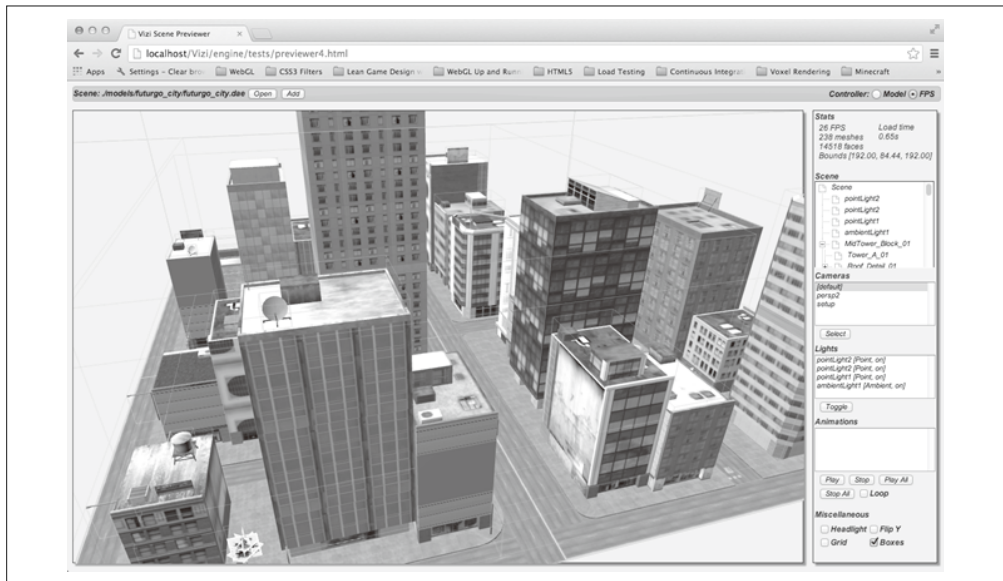 Vizi Scene Previewer
localhost/Vizi/engine/tests/previewer4.html
Apps Settings - Clear bro WebGL CSS3 Filters Lean Game Design WebGL Up and Runn HTML5 Load Testing Continuous Integrati Voxel Rendering Minecraft »
Scene: ./models/futurgo_city/futurgo_city.dae Open Add
Controller: Model FPS
Stats
26 FPS Load time
238 meshes 0.65s
14518 faces
Bounds [192.00, 84.44, 192.00]
Scene
Scene
pointLight2
pointLight2
pointLight1
ambientLight1
MidTower_Block_01
Tower_A_01
Roof_Detail_01
Cameras
[default]
persp2
setup
Select
Lights
pointLight2 [Point, on]
pointLight2 [Point, on]
pointLight1 [Point, on]
ambientLight1 [Ambient, on]
Toggle
Animations
Play Stop Play All
Stop All Loop
Miscellaneous
Headlight Flip Y
Grid Boxes